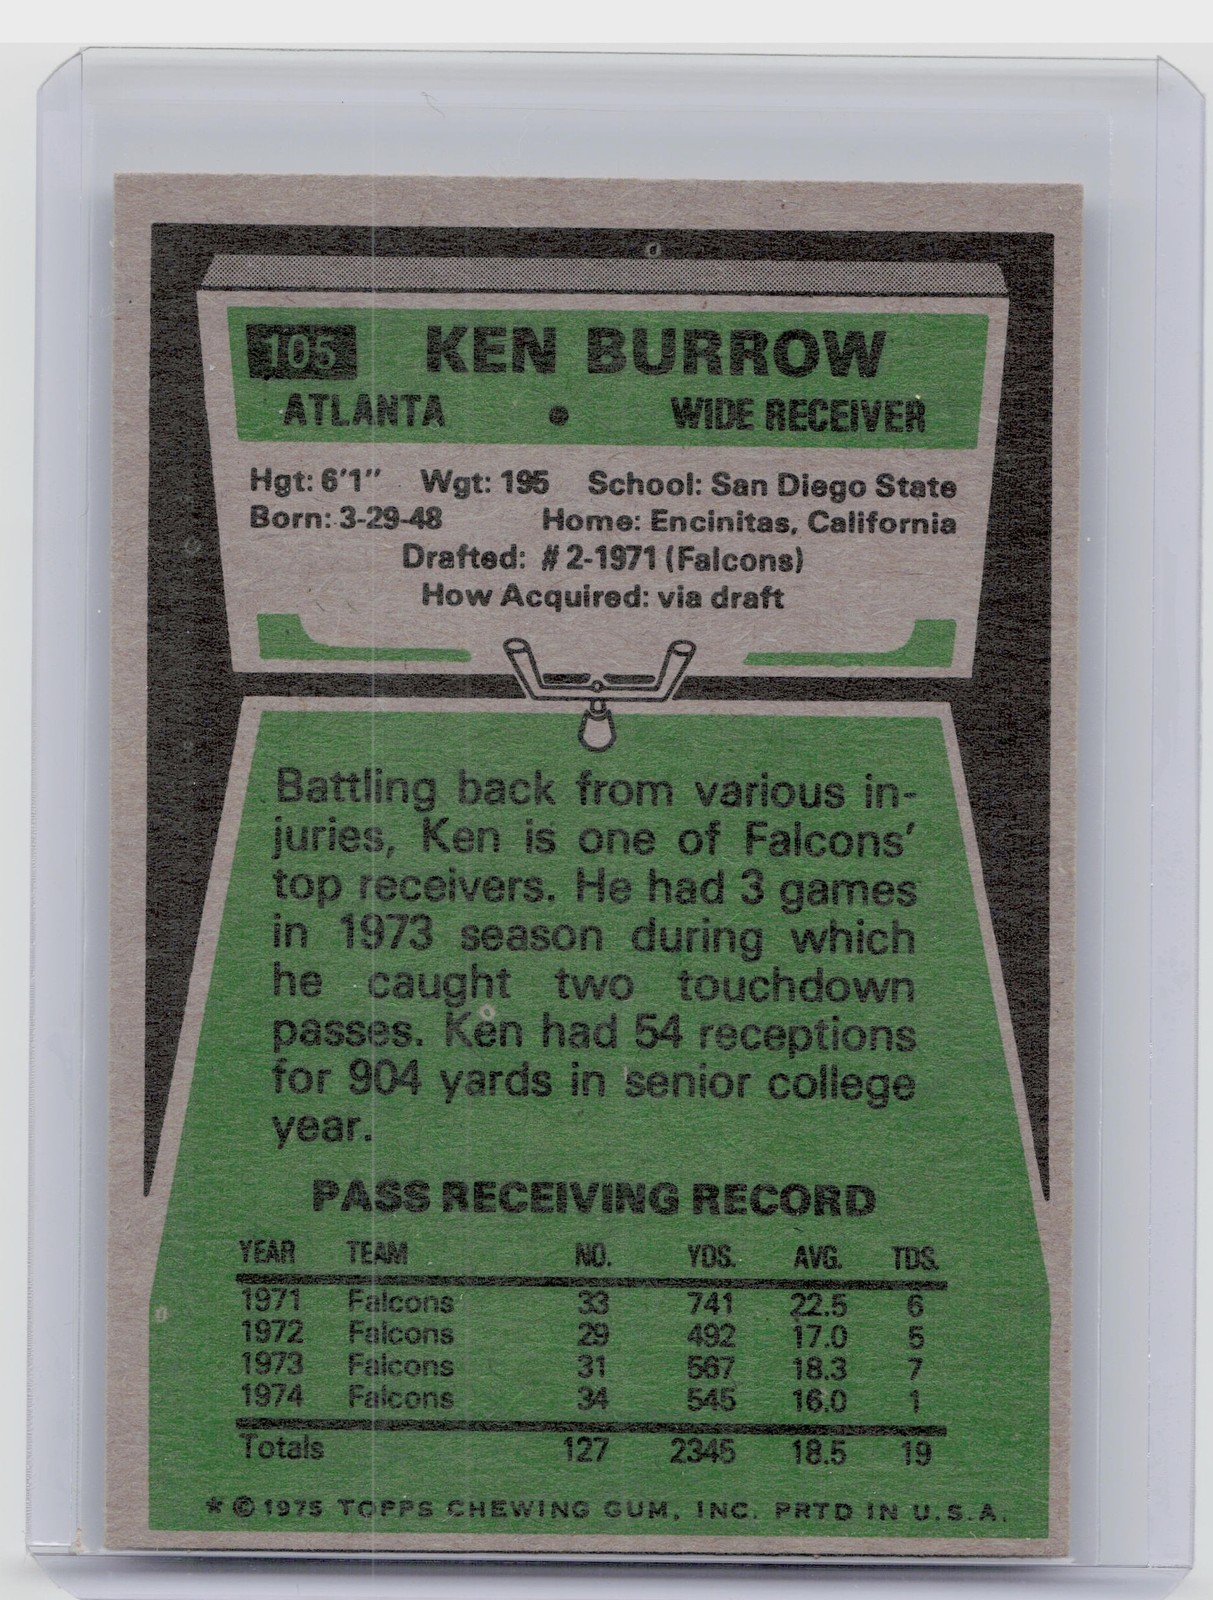 105 KEN BURROW
ATLANTA • WIDE RECEIVER
Hgt: 6'1" Wgt: 195 School: San Diego State
Born: 3-29-48 Home: Encinitas, California
Drafted: #2-1971 (Falcons)
How Acquired: via draft
Battling back from various in-
juries, Ken is one of Falcons'
top receivers. He had 3 games
in 1973 season during which
he caught two touchdown
passes. Ken had 54 receptions
for 904 yards in senior college
year.
PASS RECEIVING RECORD
YEAR TEAM NO. YDS. AVG. TDS.
1971 Falcons 33 741 22.5 6
1972 Falcons 29 492 17.0 5
1973 Falcons 31 567 18.3 7
1974 Falcons 34 545 16.0 1
Totals 127 2345 18.5 19
* © 1975 TOPPS CHEWING GUM, INC. PRTD IN U.S.A.